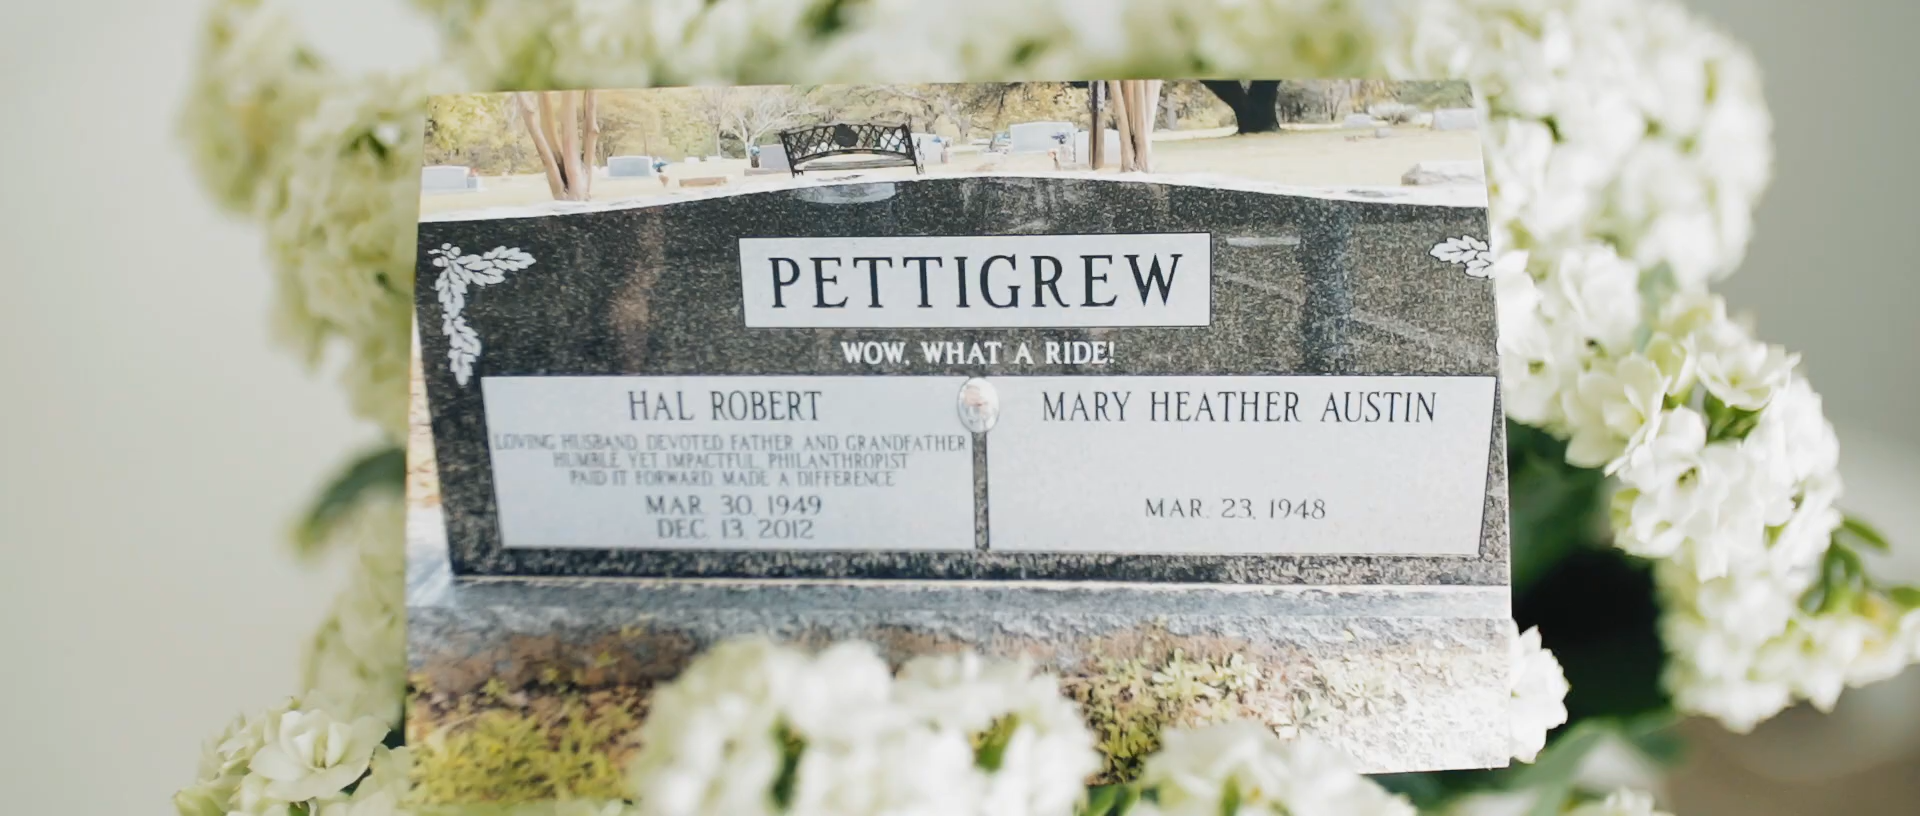 PETTIGREW
WOW, WHAT A RIDE!
HAL ROBERT
LOVING HUSBAND, DEVOTED FATHER AND GRANDFATHER
HUMBLE YET IMPACTFUL PHILANTHROPIST
PAID IT FORWARD, MADE A DIFFERENCE
MAR. 30, 1949
DEC. 13, 2012
MARY HEATHER AUSTIN
MAR. 23, 1948